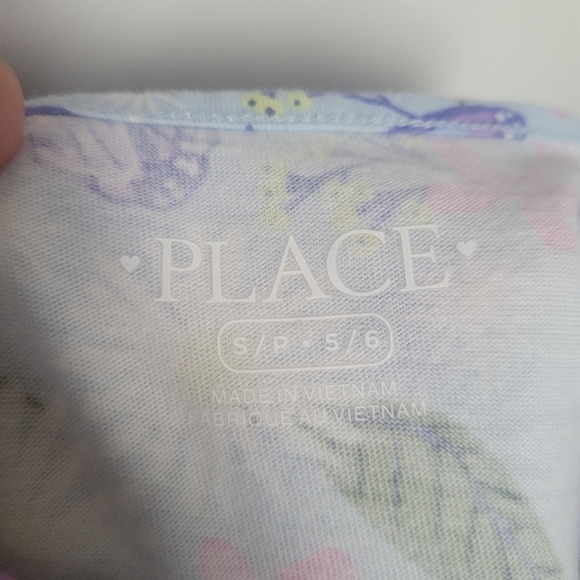 PLACE
S/P • 5/6
MADE IN VIETNAM
FABRIQUE AU VIETNAM